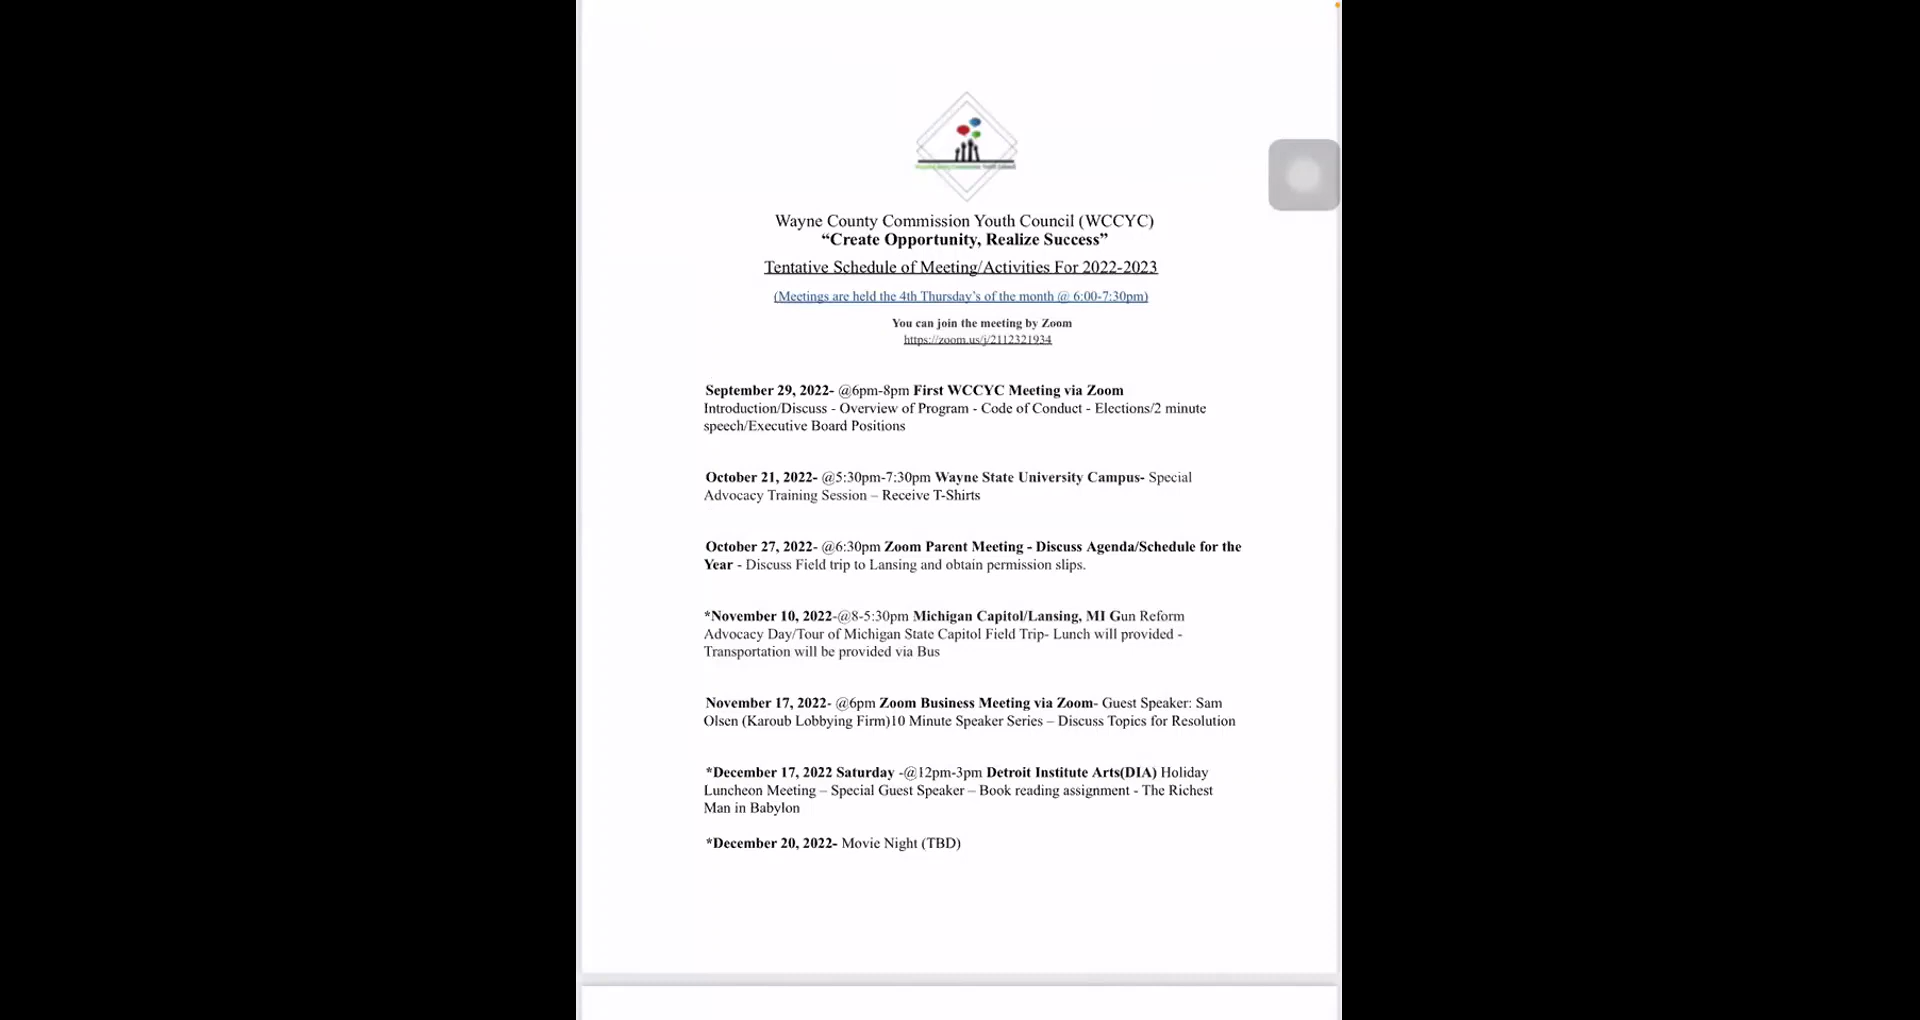 Wayne County Commission Youth Council (WCCYC)
“Create Opportunity, Realize Success”
Tentative Schedule of Meeting/Activities For 2022-2023
(Meetings are held the 4th Thursday’s of the month @ 6:00-7:30pm)
You can join the meeting by Zoom
https://zoom.us/j/2112321934
September 29, 2022- @6pm-8pm First WCCYC Meeting via Zoom
Introduction/Discuss - Overview of Program - Code of Conduct - Elections/2 minute
speech/Executive Board Positions
October 21, 2022- @5:30pm-7:30pm Wayne State University Campus- Special
Advocacy Training Session – Receive T-Shirts
October 27, 2022- @6:30pm Zoom Parent Meeting - Discuss Agenda/Schedule for the
Year - Discuss Field trip to Lansing and obtain permission slips.
*November 10, 2022-@8-5:30pm Michigan Capitol/Lansing, MI Gun Reform
Advocacy Day/Tour of Michigan State Capitol Field Trip- Lunch will provided -
Transportation will be provided via Bus
November 17, 2022- @6pm Zoom Business Meeting via Zoom- Guest Speaker: Sam
Olsen (Karoub Lobbying Firm)10 Minute Speaker Series – Discuss Topics for Resolution
*December 17, 2022 Saturday -@12pm-3pm Detroit Institute Arts(DIA) Holiday
Luncheon Meeting – Special Guest Speaker – Book reading assignment - The Richest
Man in Babylon
*December 20, 2022- Movie Night (TBD)